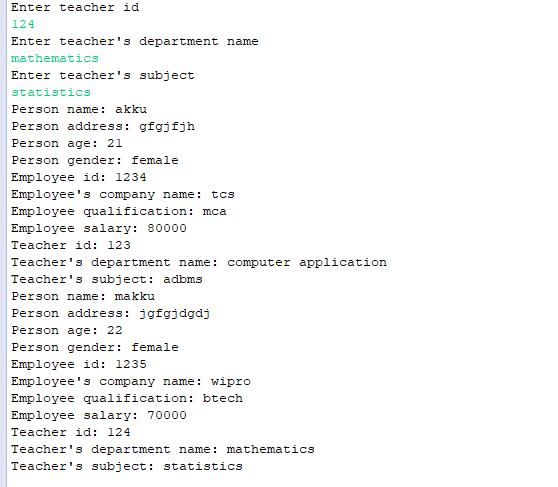 Enter teacher id
124
Enter teacher's department name
mathematics
Enter teacher's subject
statistics
Person name: akku
Person address: gfgjfjh
Person age: 21
Person gender: female
Employee id: 1234
Employee's company name: tcs
Employee qualification: mca
Employee salary: 80000
Teacher id: 123
Teacher's department name: computer application
Teacher's subject: adbms
Person name: makku
Person address: jgfgjdgdj
Person age: 22
Person gender: female
Employee id: 1235
Employee's company name: wipro
Employee qualification: btech
Employee salary: 70000
Teacher id: 124
Teacher's department name: mathematics
Teacher's subject: statistics